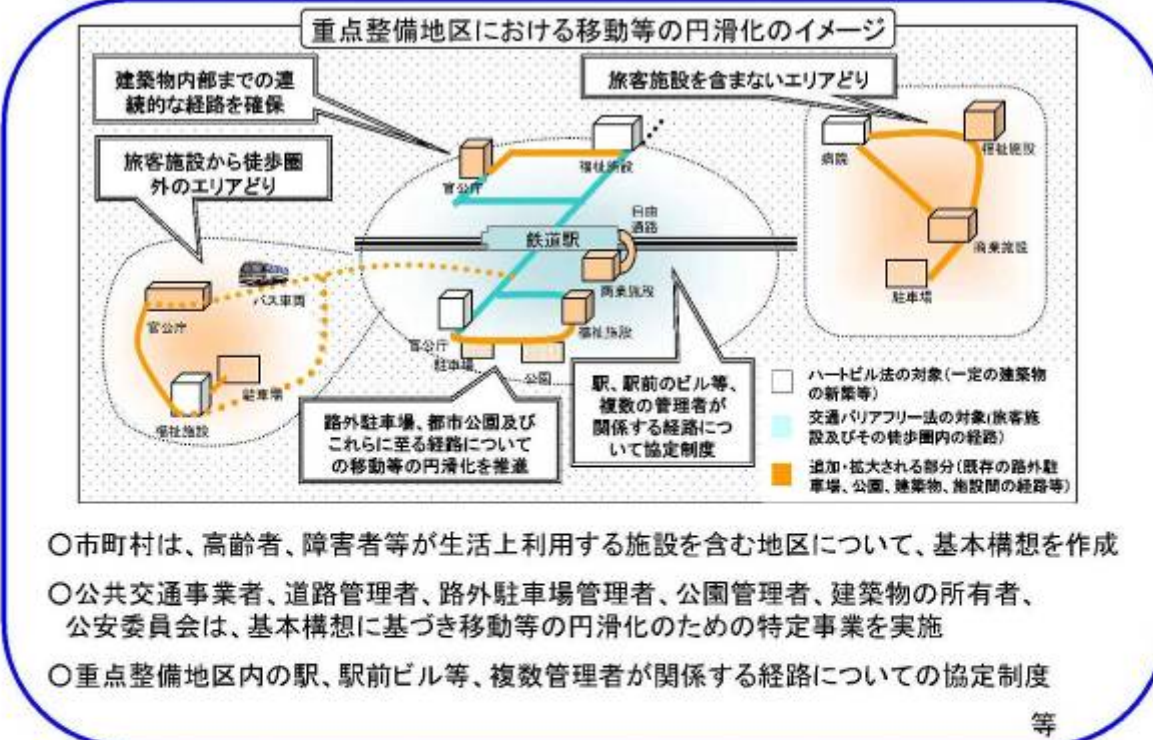 重点整備地区における移動等の円滑化のイメージ
建築物内部までの連
続的な経路を確保
旅客施設を含まないエリアどり
旅客施設から徒歩圏
外のエリアどり
官公庁
福祉施設
病院
福祉施設
自由
通路
鉄道駅
商業施設
商業施設
駐車場
バス車両
官公庁
福祉施設
官公庁
駐車場
公園
駐車場
福祉施設
路外駐車場、都市公園及び
これらに至る経路について
の移動等の円滑化を推進
駅、駅前のビル等、
複数の管理者が
関係する経路につ
いて協定制度
ハートビル法の対象(一定の建築物
の新築等)
交通バリアフリー法の対象(旅客施
設及びその徒歩圏内の経路)
追加・拡大される部分(既存の路外駐
車場、公園、建築物、施設間の経路等)
○市町村は、高齢者、障害者等が生活上利用する施設を含む地区について、基本構想を作成
○公共交通事業者、道路管理者、路外駐車場管理者、公園管理者、建築物の所有者、
公安委員会は、基本構想に基づき移動等の円滑化のための特定事業を実施
○重点整備地区内の駅、駅前ビル等、複数管理者が関係する経路についての協定制度
等